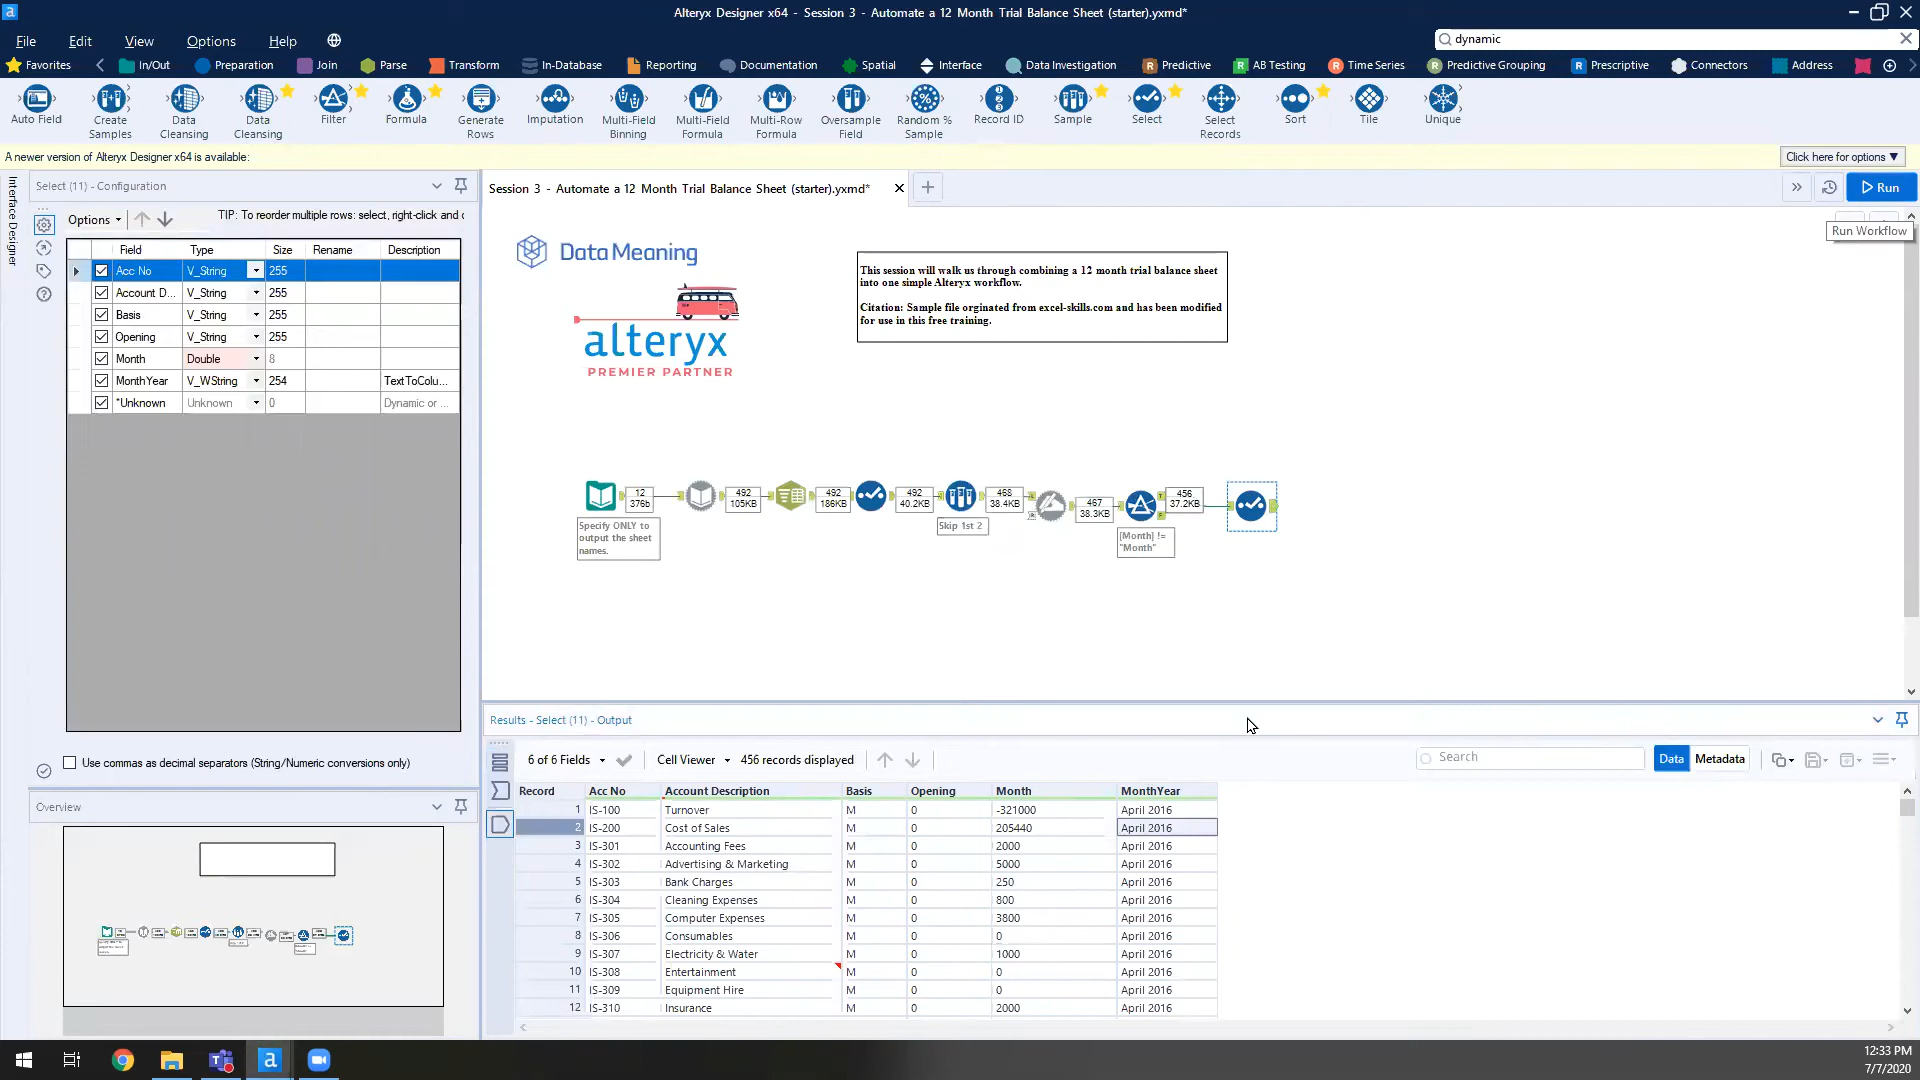 Alteryx Designer x64 - Session 3 - Automate a 12 Month Trial Balance Sheet (starter).yxmd*
File Edit View Options Help
dynamic
Favorites In/Out Preparation Join Parse Transform In-Database Reporting Documentation Spatial Interface Data Investigation Predictive AB Testing Time Series Predictive Grouping Prescriptive Connectors Address
Auto Field
Create Samples
Data Cleansing
Data Cleansing
Filter
Formula
Generate Rows
Imputation
Multi-Field Binning
Multi-Field Formula
Multi-Row Formula
Oversample Field
Random % Sample
Record ID
Sample
Select
Select Records
Sort
Tile
Unique
A newer version of Alteryx Designer x64 is available:
Click here for options ▼
Interface Designer
Select (11) - Configuration
Options
TIP: To reorder multiple rows: select, right-click and
Field Type Size Rename Description
Acc No V_String 255
Account D... V_String 255
Basis V_String 255
Opening V_String 255
Month Double 8
MonthYear V_WString 254 TextToColu...
*Unknown Unknown 0 Dynamic or ...
Use commas as decimal separators (String/Numeric conversions only)
Overview
Session 3 - Automate a 12 Month Trial Balance Sheet (starter).yxmd*
Run
Run Workflow
Data Meaning
alteryx
PREMIER PARTNER
This session will walk us through combining a 12 month trial balance sheet
into one simple Alteryx workflow.
Citation: Sample file orginated from excel-skills.com and has been modified
for use in this free training.
12
376b
492
105KB
492
186KB
492
40.2KB
468
38.4KB
467
38.3KB
456
37.2KB
Specify ONLY to
output the sheet
names.
Skip 1st 2
[Month] !=
"Month"
Results - Select (11) - Output
6 of 6 Fields Cell Viewer 456 records displayed Search Data Metadata
Record Acc No Account Description Basis Opening Month MonthYear
1 IS-100 Turnover M 0 -321000 April 2016
2 IS-200 Cost of Sales M 0 205440 April 2016
3 IS-301 Accounting Fees M 0 2000 April 2016
4 IS-302 Advertising & Marketing M 0 5000 April 2016
5 IS-303 Bank Charges M 0 250 April 2016
6 IS-304 Cleaning Expenses M 0 800 April 2016
7 IS-305 Computer Expenses M 0 3800 April 2016
8 IS-306 Consumables M 0 0 April 2016
9 IS-307 Electricity & Water M 0 1000 April 2016
10 IS-308 Entertainment M 0 0 April 2016
11 IS-309 Equipment Hire M 0 0 April 2016
12 IS-310 Insurance M 0 2000 April 2016
12:33 PM
7/7/2020